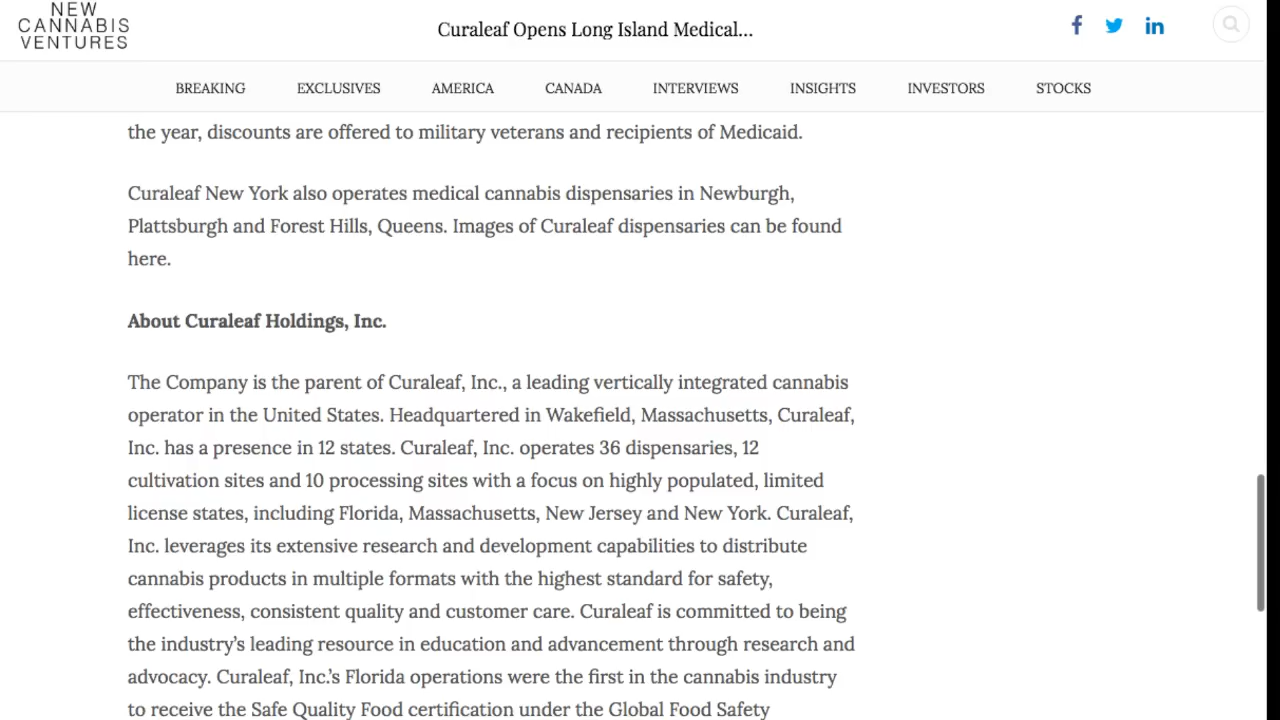 NEW
CANNABIS
VENTURES
Curaleaf Opens Long Island Medical...
BREAKING EXCLUSIVES AMERICA CANADA INTERVIEWS INSIGHTS INVESTORS STOCKS
the year, discounts are offered to military veterans and recipients of Medicaid.
Curaleaf New York also operates medical cannabis dispensaries in Newburgh,
Plattsburgh and Forest Hills, Queens. Images of Curaleaf dispensaries can be found
here.
About Curaleaf Holdings, Inc.
The Company is the parent of Curaleaf, Inc., a leading vertically integrated cannabis
operator in the United States. Headquartered in Wakefield, Massachusetts, Curaleaf,
Inc. has a presence in 12 states. Curaleaf, Inc. operates 36 dispensaries, 12
cultivation sites and 10 processing sites with a focus on highly populated, limited
license states, including Florida, Massachusetts, New Jersey and New York. Curaleaf,
Inc. leverages its extensive research and development capabilities to distribute
cannabis products in multiple formats with the highest standard for safety,
effectiveness, consistent quality and customer care. Curaleaf is committed to being
the industry’s leading resource in education and advancement through research and
advocacy. Curaleaf, Inc.’s Florida operations were the first in the cannabis industry
to receive the Safe Quality Food certification under the Global Food Safety